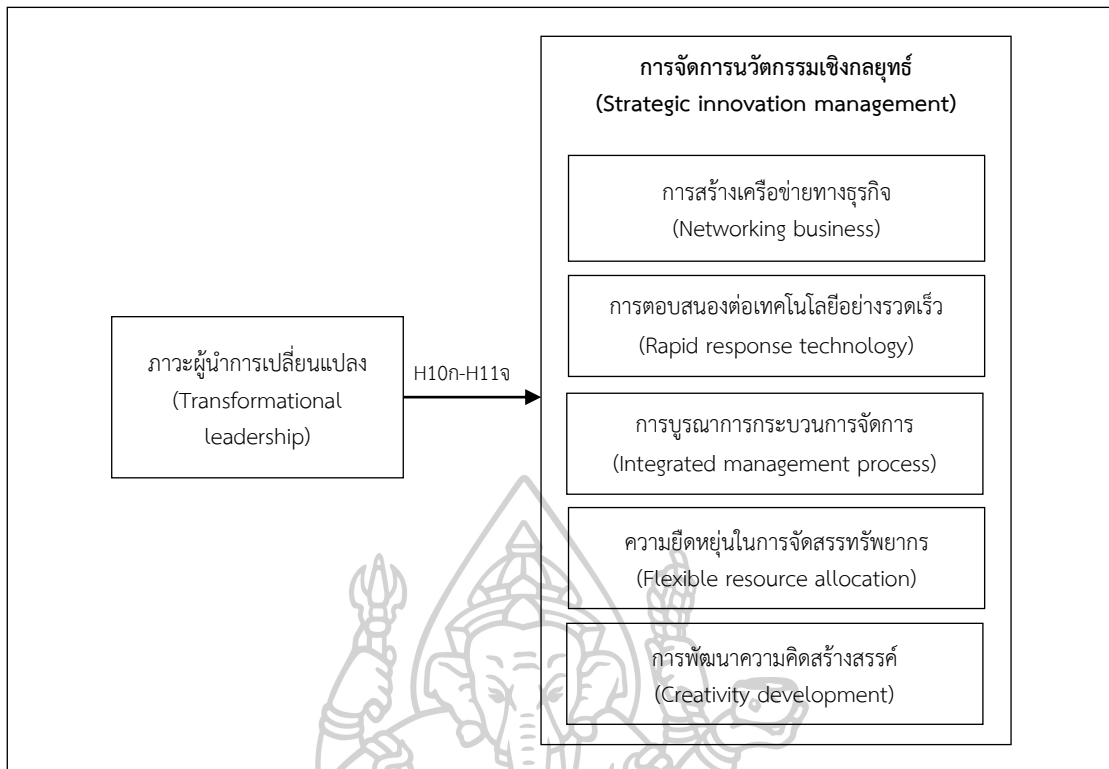 การจัดการนวัตกรรมเชิงกลยุทธ์
(Strategic innovation management)
การสร้างเครือข่ายทางธุรกิจ
(Networking business)
การตอบสนองต่อเทคโนโลยีอย่างรวดเร็ว
(Rapid response technology)
ภาวะผู้นำการเปลี่ยนแปลง
(Transformational
leadership)
H10ก-H11จ
การบูรณาการกระบวนการจัดการ
(Integrated management process)
ความยืดหยุ่นในการจัดสรรทรัพยากร
(Flexible resource allocation)
การพัฒนาความคิดสร้างสรรค์
(Creativity development)